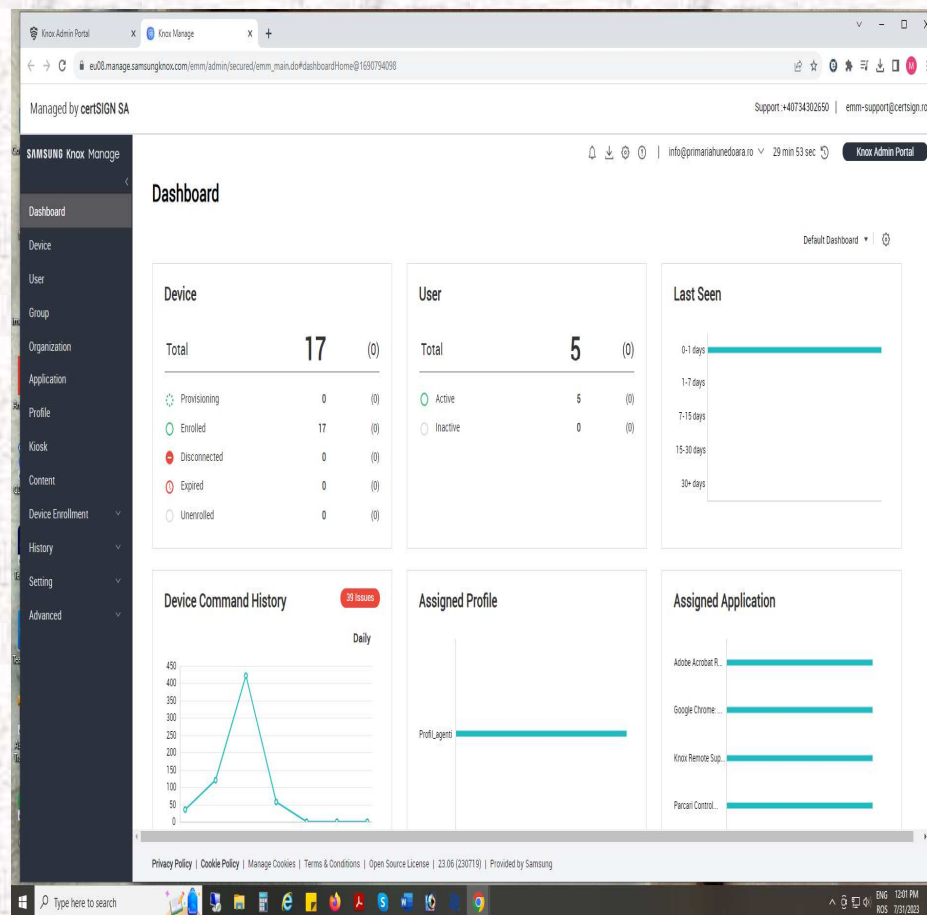 Knox Admin Portal
Knox Manage
eu08.manage.samsungknox.com/emm/admin/secured/emm_main.do#dashboardHome@1690794098
Managed by certSIGN SA
Support :+40734302650 | emm-support@certsign.ro
SAMSUNG Knox Manage
info@primariahunedoara.ro
29 min 53 sec
Knox Admin Portal
Dashboard
Default Dashboard
Dashboard
Device
User
Group
Organization
Application
Profile
Kiosk
Content
Device Enrollment
History
Setting
Advanced
Device
Total 17 (0)
Provisioning 0 (0)
Enrolled 17 (0)
Disconnected 0 (0)
Expired 0 (0)
Unenrolled 0 (0)
User
Total 5 (0)
Active 5 (0)
Inactive 0 (0)
Last Seen
0-1 days
1-7 days
7-15 days
15-30 days
30+ days
Device Command History
39 Issues
Daily
450
400
350
300
250
200
150
100
50
0
Assigned Profile
Profil_agenti
Assigned Application
Adobe Acrobat R...
Google Chrome: ...
Knox Remote Sup...
Parcari Control...
Privacy Policy | Cookie Policy | Manage Cookies | Terms & Conditions | Open Source License | 23.06 (230719) | Provided by Samsung
Type here to search
ENG 12:01 PM
ROS 7/31/2023